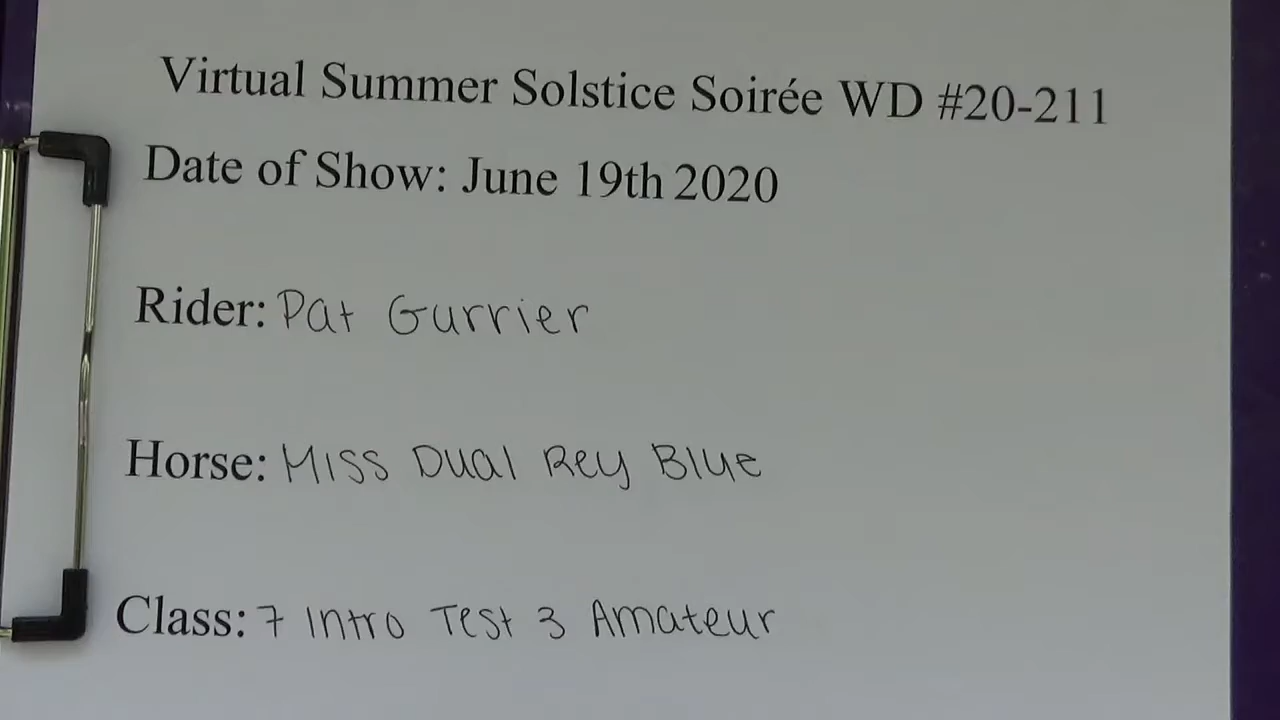 Virtual Summer Solstice Soirée WD #20-211
Date of Show: June 19th 2020
Rider: Pat Gurrier
Horse: Miss Dual Rey Blue
Class: 7 Intro Test 3 Amateur